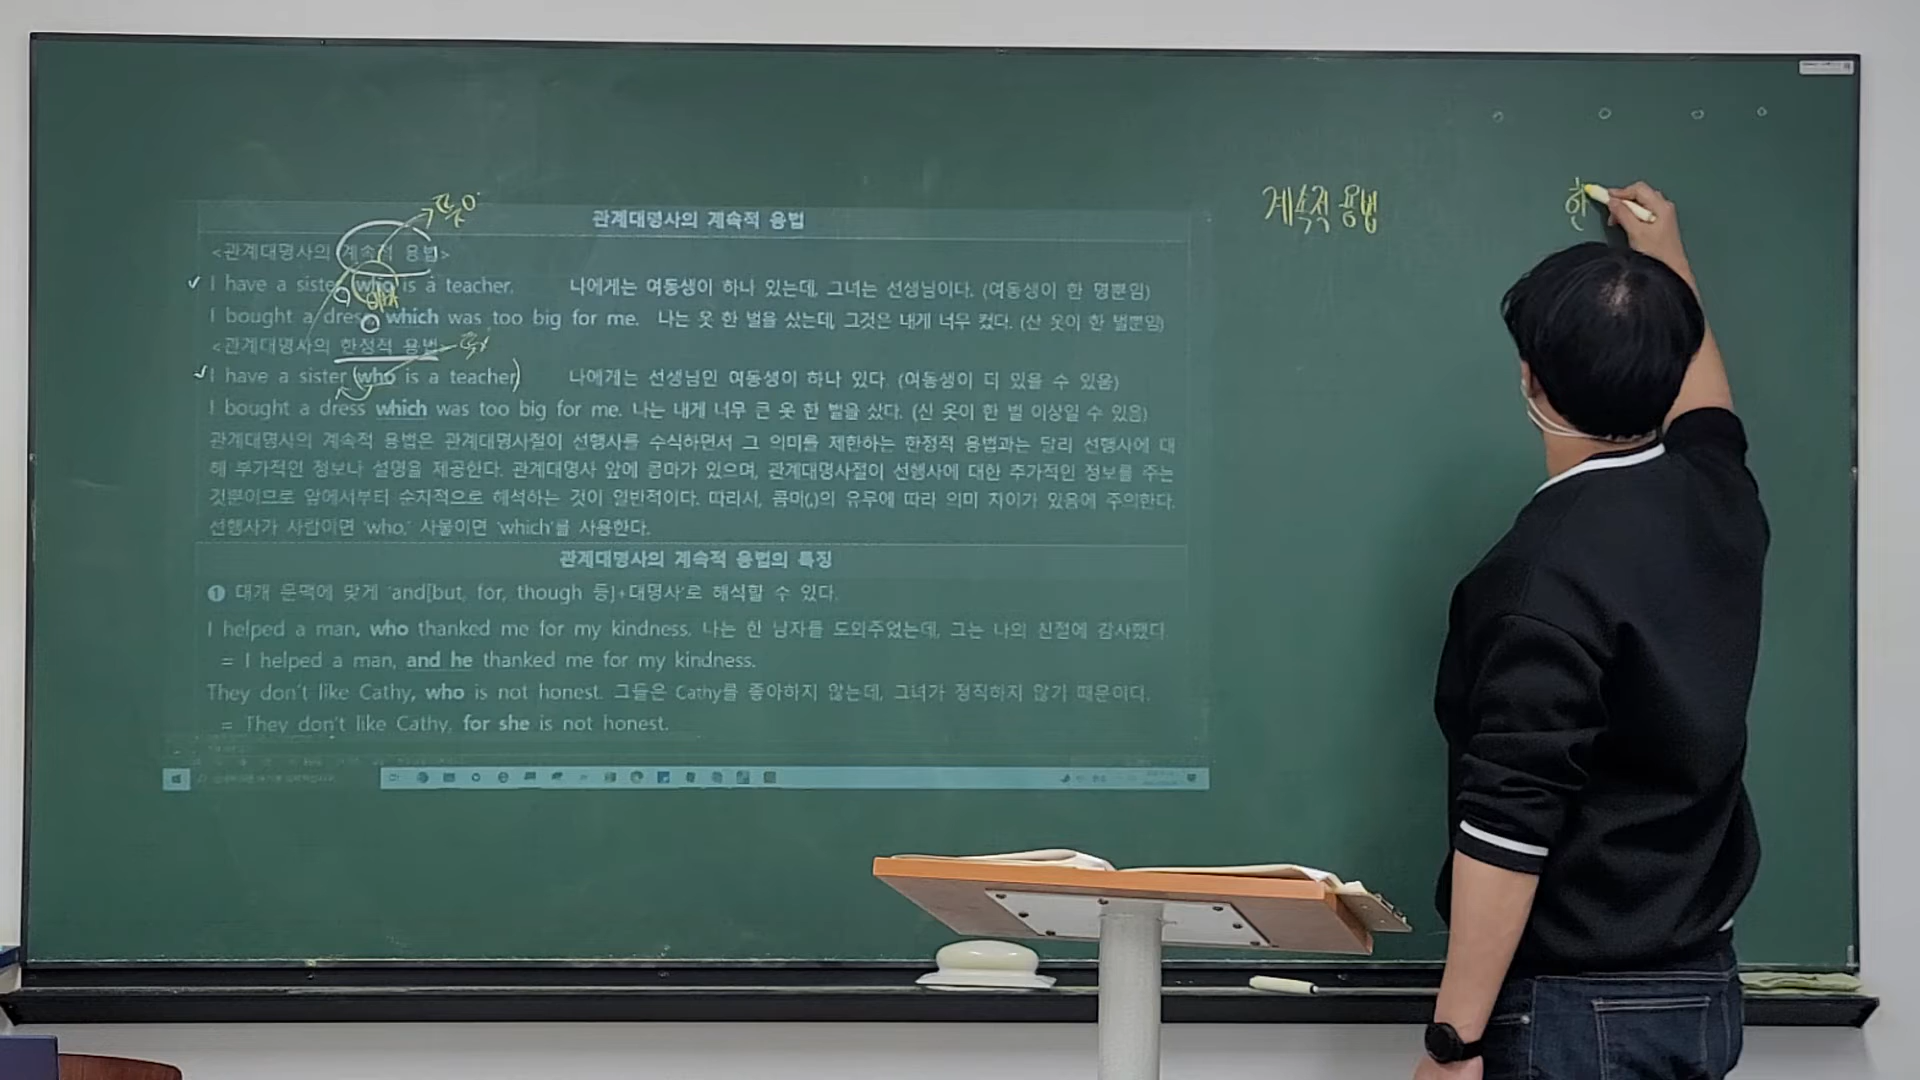 관계대명사의 계속적 용법
<관계대명사의 계속적 용법>
I have a sister, who is a teacher. 나에게는 여동생이 하나 있는데, 그녀는 선생님이다. (여동생이 한 명뿐임)
I bought a dress, which was too big for me. 나는 옷 한 벌을 샀는데, 그것은 내게 너무 컸다. (산 옷이 한 벌뿐임)
<관계대명사의 한정적 용법>
I have a sister who is a teacher 나에게는 선생님인 여동생이 하나 있다. (여동생이 더 있을 수 있음)
I bought a dress which was too big for me. 나는 내게 너무 큰 옷 한 벌을 샀다. (산 옷이 한 벌 이상일 수 있음)
관계대명사의 계속적 용법은 관계대명사절이 선행사를 수식하면서 그 의미를 제한하는 한정적 용법과는 달리 선행사에 대
해 부가적인 정보나 설명을 제공한다. 관계대명사 앞에 콤마가 있으며, 관계대명사절이 선행사에 대한 추가적인 정보를 주는
것뿐이므로 앞에서부터 순차적으로 해석하는 것이 일반적이다. 따라서, 콤마(,)의 유무에 따라 의미 차이가 있음에 주의한다.
선행사가 사람이면 'who,' 사물이면 'which'를 사용한다.
관계대명사의 계속적 용법의 특징
❶ 대개 문맥에 맞게 'and[but, for, though 등]+대명사'로 해석할 수 있다.
I helped a man, who thanked me for my kindness. 나는 한 남자를 도와주었는데, 그는 나의 친절에 감사했다.
= I helped a man, and he thanked me for my kindness.
They don't like Cathy, who is not honest. 그들은 Cathy를 좋아하지 않는데, 그녀가 정직하지 않기 때문이다.
= They don't like Cathy, for she is not honest.
계속적 용법
한